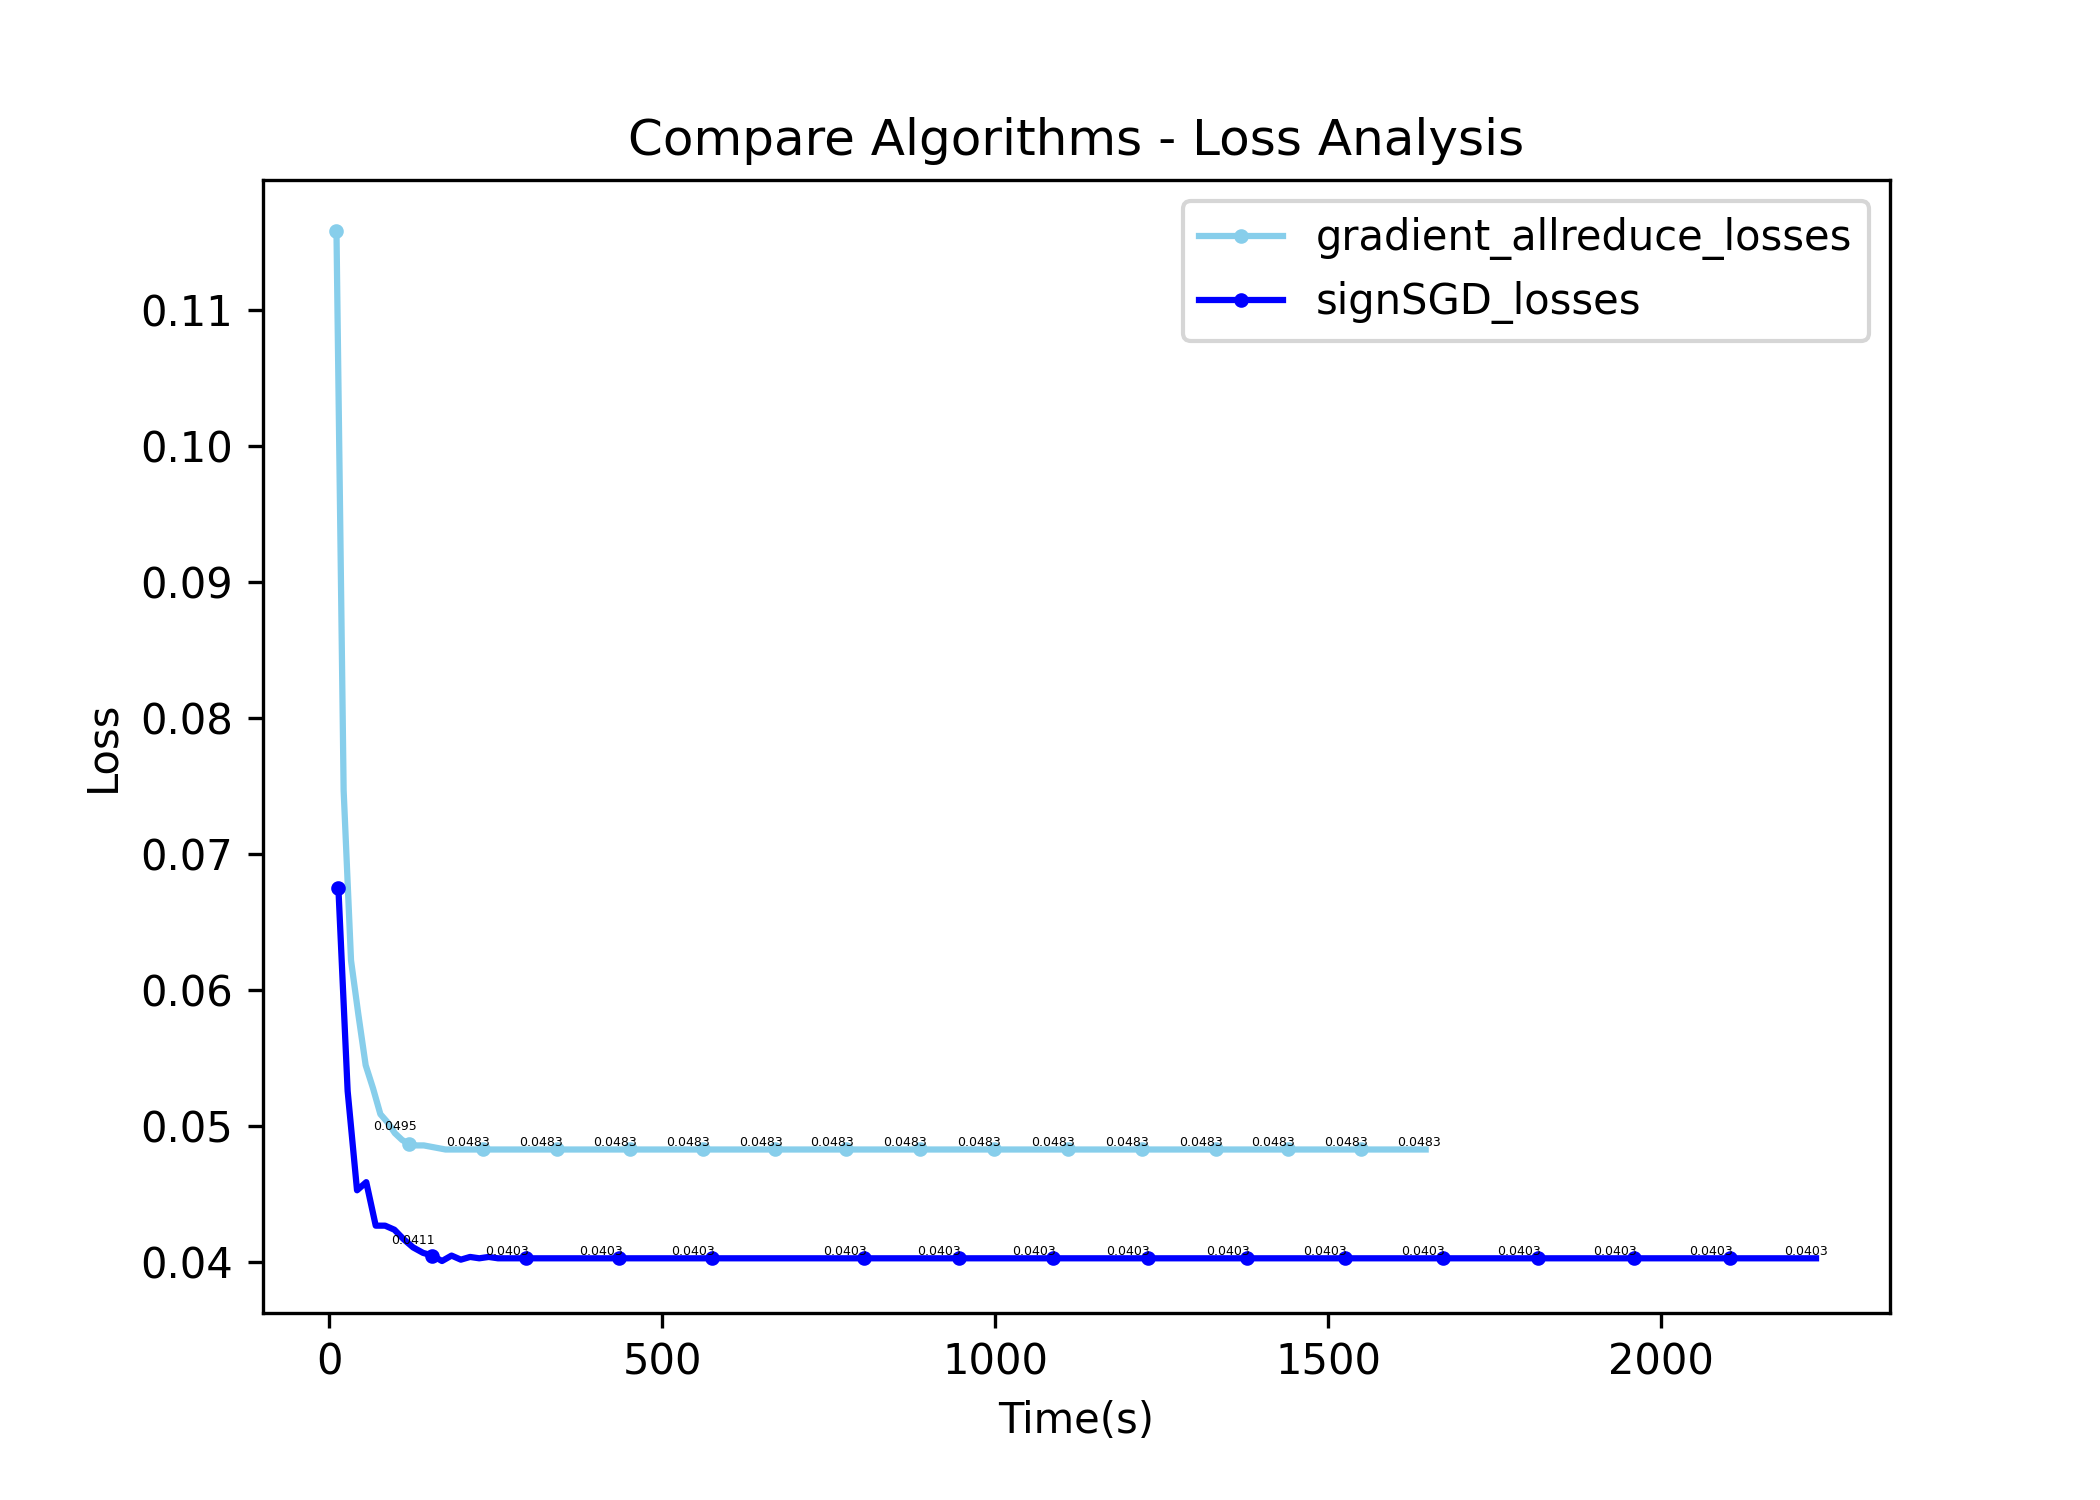 Compare Algorithms - Loss Analysis
gradient_allreduce_losses
signSGD_losses
0.11
0.10
0.09
0.08
0.07
0.06
0.05
0.04
Loss
0.0495
0.0483 0.0483 0.0483 0.0483 0.0483 0.0483 0.0483 0.0483 0.0483 0.0483 0.0483 0.0483 0.0483 0.0483
0.0411
0.0403 0.0403 0.0403 0.0403 0.0403 0.0403 0.0403 0.0403 0.0403 0.0403 0.0403 0.0403 0.0403 0.0403
0 500 1000 1500 2000
Time(s)